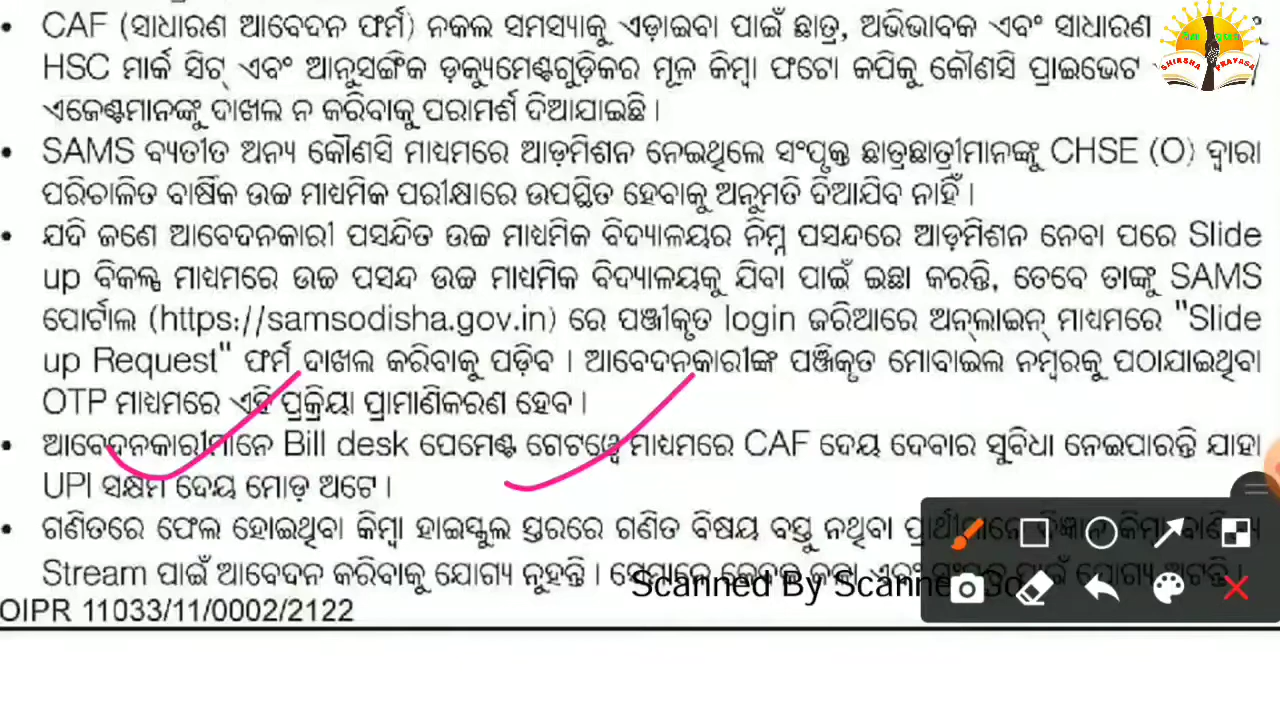 • CAF (ସାଧାରଣ ଆବେଦନ ଫର୍ମ) ନକଲ ସମସ୍ୟାକୁ ଏଡ଼ାଇବା ପାଇଁ ଛାତ୍ର, ଅଭିଭାବକ ଏବଂ ସାଧାରଣ
HSC ମାର୍କ ସିଟ୍ ଏବଂ ଆନୁସଙ୍ଗିକ ଡ଼କ୍ୟୁମେଣ୍ଟଗୁଡ଼ିକର ମୂଳ କିମ୍ବା ଫଟୋ କପିକୁ କୌଣସି ପ୍ରାଇଭେଟ
ଏଜେଣ୍ଟମାନଙ୍କୁ ଦାଖଲ ନ କରିବାକୁ ପରାମର୍ଶ ଦିଆଯାଇଛି ।
• SAMS ବ୍ୟତୀତ ଅନ୍ୟ କୌଣସି ମାଧ୍ୟମରେ ଆଡ଼ମିଶନ ନେଇଥିଲେ ସଂପୃକ୍ତ ଛାତ୍ରଛାତ୍ରୀମାନଙ୍କୁ CHSE (O) ଦ୍ୱାରା
ପରିଚାଳିତ ବାର୍ଷିକ ଉଚ୍ଚ ମାଧ୍ୟମିକ ପରୀକ୍ଷାରେ ଉପସ୍ଥିତ ହେବାକୁ ଅନୁମତି ଦିଆଯିବ ନାହିଁ ।
• ଯଦି ଜଣେ ଆବେଦନକାରୀ ପସନ୍ଦିତ ଉଚ୍ଚ ମାଧ୍ୟମିକ ବିଦ୍ୟାଳୟର ନିମ୍ନ ପସନ୍ଦରେ ଆଡ଼ମିଶନ ନେବା ପରେ Slide
up ବିକଳ୍ପ ମାଧ୍ୟମରେ ଉଚ୍ଚ ପସନ୍ଦ ଉଚ୍ଚ ମାଧ୍ୟମିକ ବିଦ୍ୟାଳୟକୁ ଯିବା ପାଇଁ ଇଛା କରନ୍ତି, ତେବେ ତାଙ୍କୁ SAMS
ପୋର୍ଟାଲ (https://samsodisha.gov.in) ରେ ପଞ୍ଜୀକୃତ login ଜରିଆରେ ଅନ୍‌ଲାଇନ୍ ମାଧ୍ୟମରେ "Slide
up Request" ଫର୍ମ ଦାଖଲ କରିବାକୁ ପଡ଼ିବ । ଆବେଦନକାରୀଙ୍କ ପଞ୍ଜିକୃତ ମୋବାଇଲ ନମ୍ବରକୁ ପଠାଯାଇଥିବା
OTP ମାଧ୍ୟମରେ ଏହି ପ୍ରକ୍ରିୟା ପ୍ରାମାଣିକରଣ ହେବ ।
• ଆବେଦନକାରୀମାନେ Bill desk ପେମେଣ୍ଟ ଗେଟୱେ ମାଧ୍ୟମରେ CAF ଦେୟ ଦେବାର ସୁବିଧା ନେଇପାରନ୍ତି ଯାହା
UPI ସକ୍ଷମ ଦେୟ ମୋଡ଼ ଅଟେ ।
• ଗଣିତରେ ଫେଲ ହୋଇଥିବା କିମ୍ବା ହାଇସ୍କୁଲ ସ୍ତରରେ ଗଣିତ ବିଷୟ ବସ୍ତୁ ନଥିବା ପ୍ରାର୍ଥୀମାନେ ବିଜ୍ଞାନ କିମ୍ବା ବାଣିଜ୍ୟ
Stream ପାଇଁ ଆବେଦନ କରିବାକୁ ଯୋଗ୍ୟ ନୁହନ୍ତି ।
Scanned By Scanner Go
OIPR 11033/11/0002/2122
SHIKSHA PRAYASA